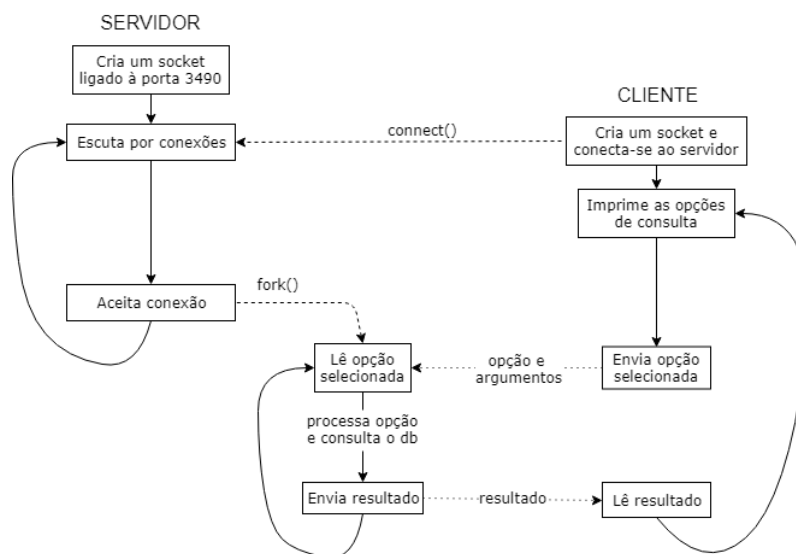 SERVIDOR
Cria um socket
ligado à porta 3490
CLIENTE
Escuta por conexões
connect()
Cria um socket e
conecta-se ao servidor
Imprime as opções
de consulta
Aceita conexão
fork()
Lê opção
selecionada
opção e
argumentos
Envia opção
selecionada
processa opção
e consulta o db
Envia resultado
resultado
Lê resultado